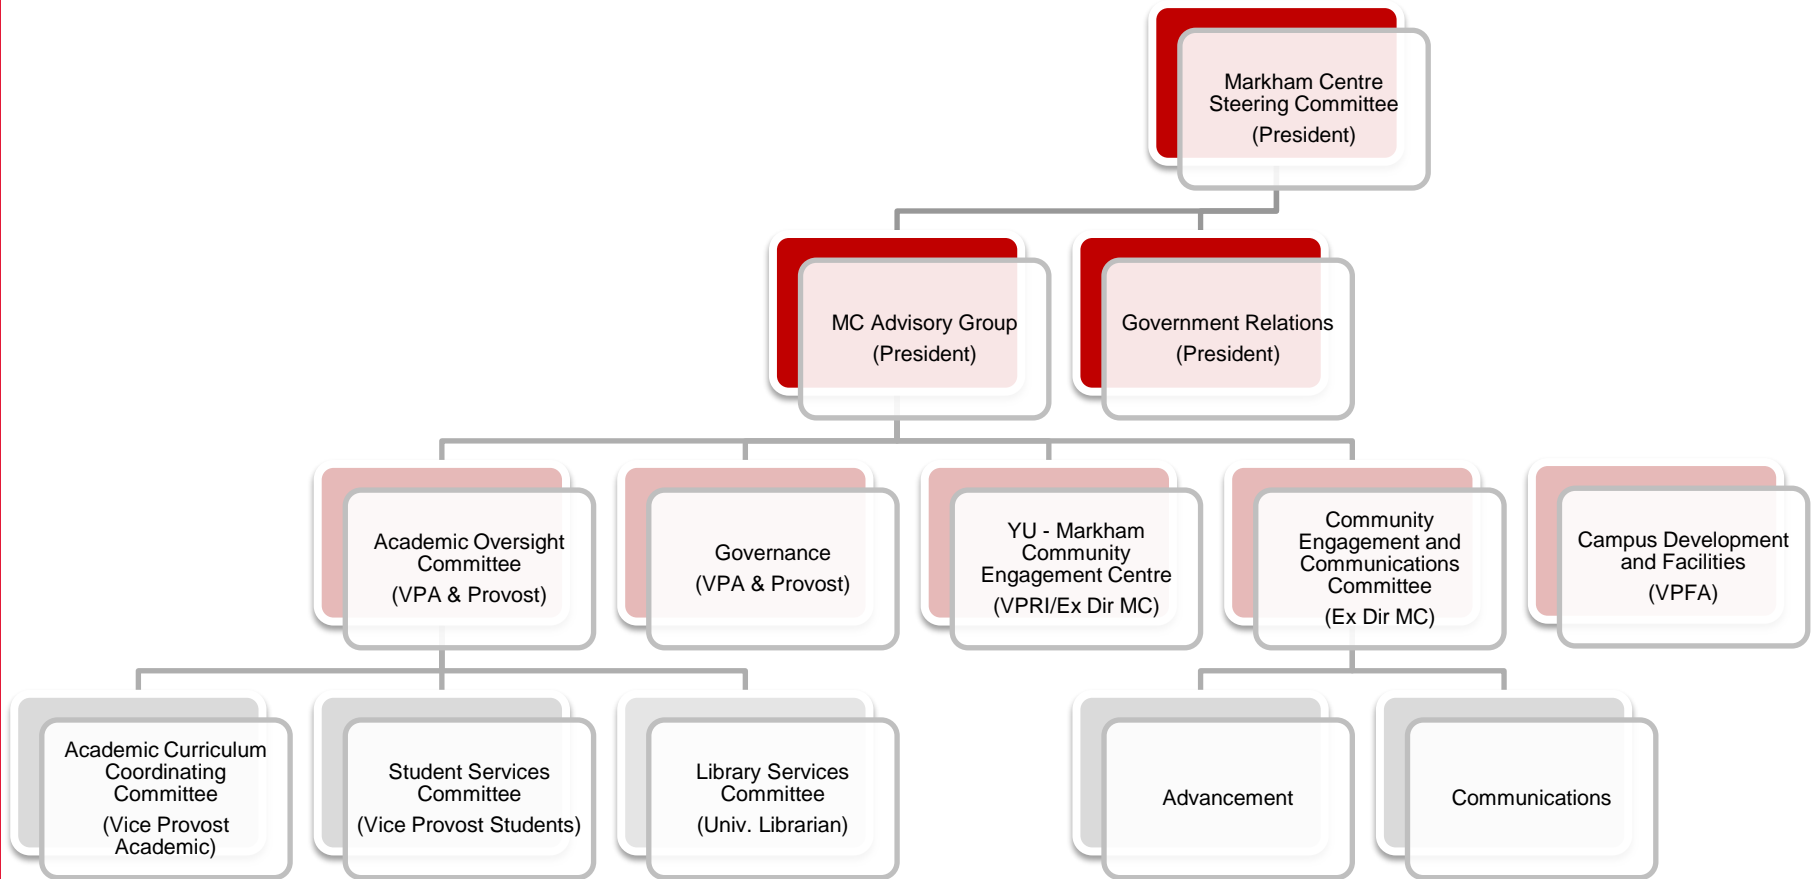 Markham Centre
Steering Committee
(President)
MC Advisory Group
(President)
Government Relations
(President)
Academic Oversight
Committee
(VPA & Provost)
Governance
(VPA & Provost)
YU - Markham
Community
Engagement Centre
(VPRI/Ex Dir MC)
Community
Engagement and
Communications
Committee
(Ex Dir MC)
Campus Development
and Facilities
(VPFA)
Academic Curriculum
Coordinating
Committee
(Vice Provost
Academic)
Student Services
Committee
(Vice Provost Students)
Library Services
Committee
(Univ. Librarian)
Advancement
Communications